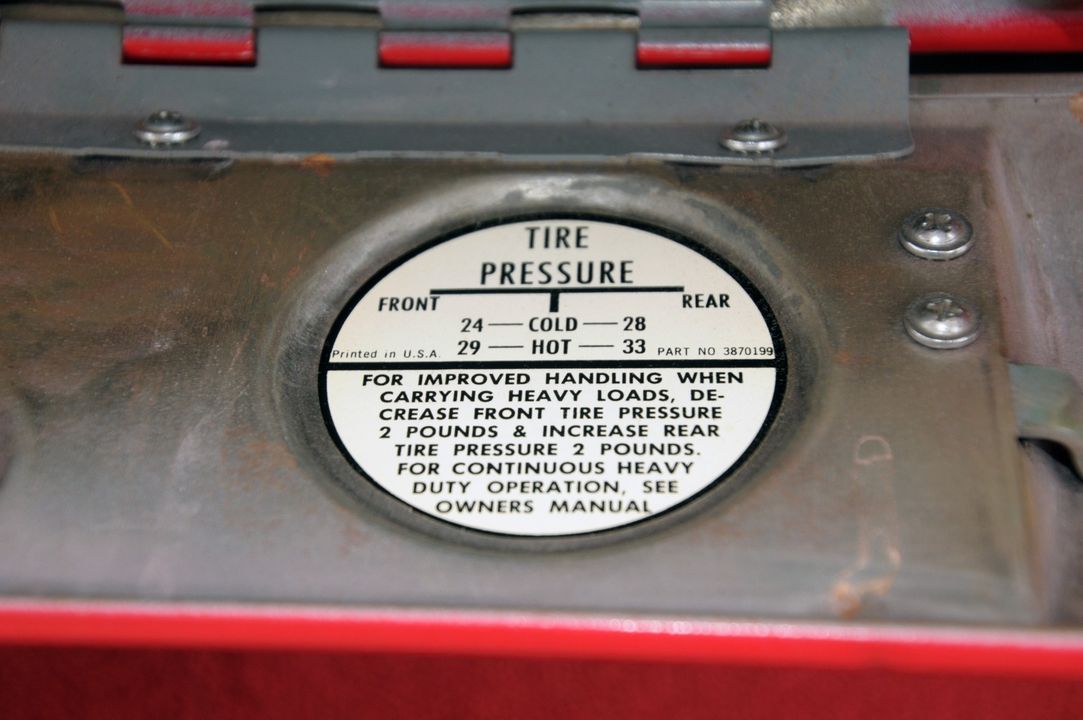 TIRE
PRESSURE
FRONT REAR
24 — COLD — 28
29 — HOT — 33
Printed in U.S.A. PART NO 3870199
FOR IMPROVED HANDLING WHEN
CARRYING HEAVY LOADS, DE-
CREASE FRONT TIRE PRESSURE
2 POUNDS & INCREASE REAR
TIRE PRESSURE 2 POUNDS.
FOR CONTINUOUS HEAVY
DUTY OPERATION, SEE
OWNERS MANUAL